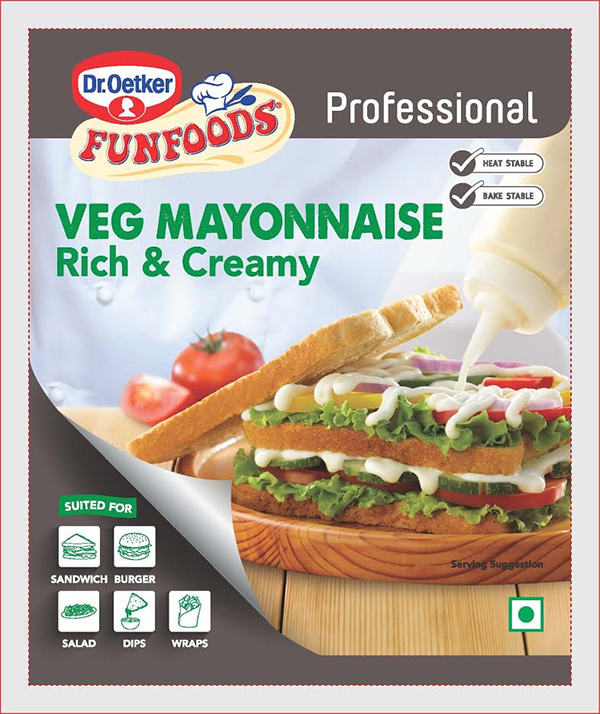 Dr.Oetker
FUNFOODS®
Professional
HEAT STABLE
BAKE STABLE
VEG MAYONNAISE
Rich & Creamy
SUITED FOR
SANDWICH BURGER
SALAD DIPS WRAPS
Serving Suggestion